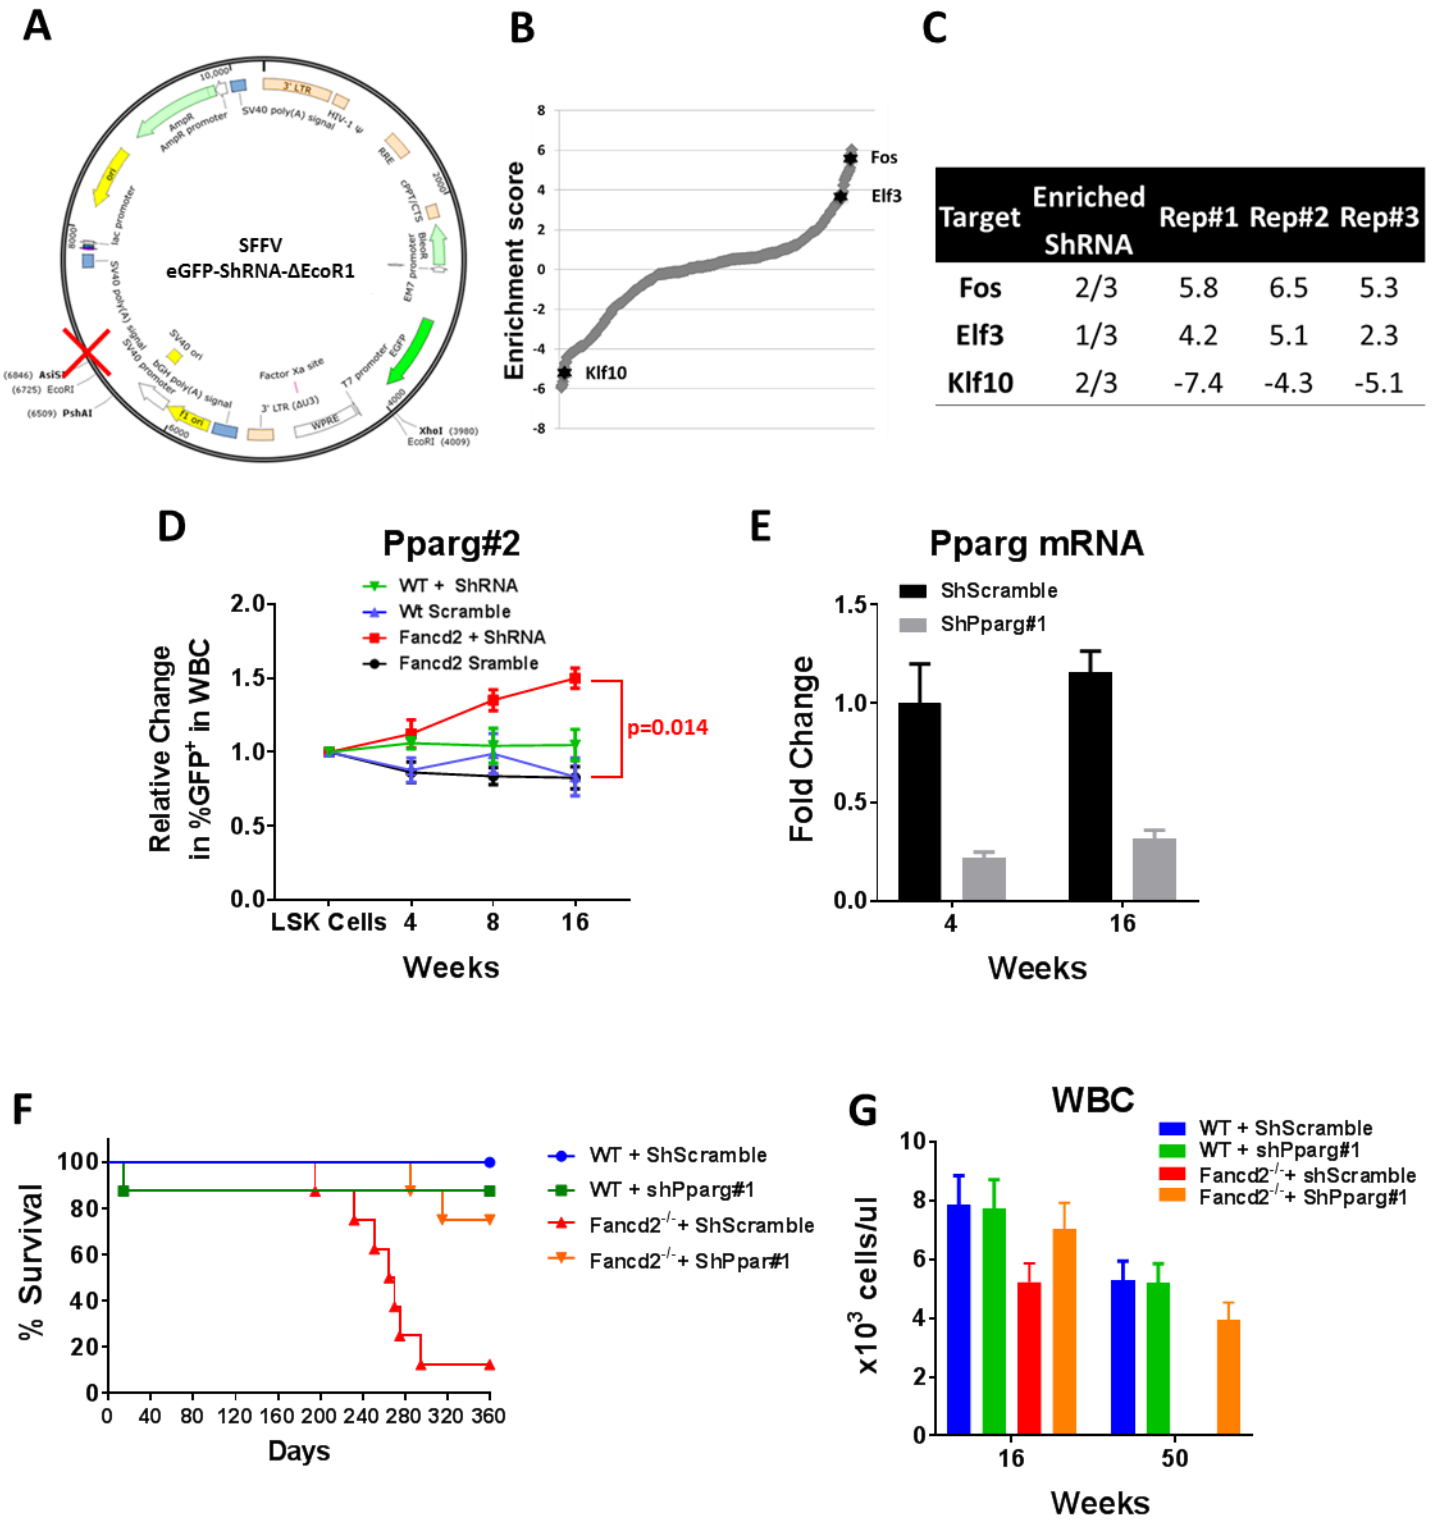 A
10,000
3' LTR
HIV-1 ψ
SV40 poly(A) signal
AmpR promoter
AmpR
RRE
2000
cPPT/CTS
BleoR
EM7 promoter
ori
lac promoter
8000
SV40 poly(A) signal
SFFV
eGFP-ShRNA-ΔEcoR1
EGFP
T7 promoter
4000
SV40 ori
SV40 promoter
bGH poly(A) signal
Factor Xa site
3' LTR (ΔU3)
WPRE
f1 ori
6000
(6846) AsiSI
(6725) EcoRI
(6509) PshAI
XhoI (3980)
EcoRI (4009)
B
Enrichment score
8
6
4
2
0
-2
-4
-6
-8
Fos
Elf3
Klf10
C
Target Enriched ShRNA Rep#1 Rep#2 Rep#3
Fos 2/3 5.8 6.5 5.3
Elf3 1/3 4.2 5.1 2.3
Klf10 2/3 -7.4 -4.3 -5.1
D
Pparg#2
WT + ShRNA
Wt Scramble
Fancd2 + ShRNA
Fancd2 Sramble
Relative Change
in %GFP⁺ in WBC
2.0
1.5
1.0
0.5
0.0
p=0.014
LSK Cells 4 8 16
Weeks
E
Pparg mRNA
ShScramble
ShPparg#1
Fold Change
1.5
1.0
0.5
0.0
4 16
Weeks
F
% Survival
100
80
60
40
20
0
0 40 80 120 160 200 240 280 320 360
Days
WT + ShScramble
WT + shPparg#1
Fancd2⁻/⁻+ ShScramble
Fancd2⁻/⁻+ ShPpar#1
G
WBC
WT + ShScramble
WT + shPparg#1
Fancd2⁻/⁻+ shScramble
Fancd2⁻/⁻+ ShPparg#1
x10³ cells/ul
10
8
6
4
2
0
16 50
Weeks